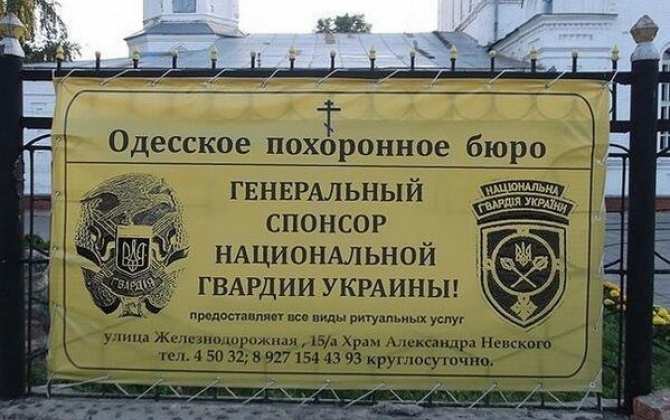 Одесское похоронное бюро
ГЕНЕРАЛЬНЫЙ
СПОНСОР
НАЦИОНАЛЬНОЙ
ГВАРДИИ УКРАИНЫ!
ГВАРДІЯ
НАЦІОНАЛЬНА
ГВАРДІЯ УКРАЇНИ
предоставляет все виды ритуальных услуг
улица Железнодорожная , 15/а Храм Александра Невского
тел. 4 50 32; 8 927 154 43 93 круглосуточно.